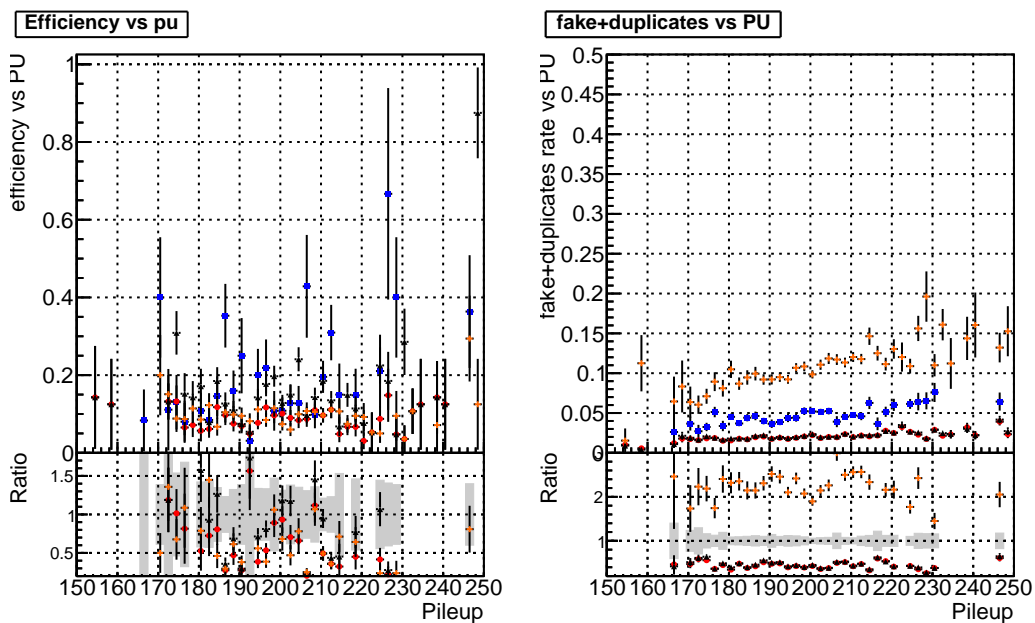 Efficiency vs pu
efficiency vs PU
1
0.8
0.6
0.4
0.2
0
Ratio
1.5
1
0.5
150 160 170 180 190 200 210 220 230 240 250
Pileup
fake+duplicates vs PU
fake+duplicates rate vs PU
0.5
0.45
0.4
0.35
0.3
0.25
0.2
0.15
0.1
0.05
0
Ratio
2
1
150 160 170 180 190 200 210 220 230 240 250
Pileup